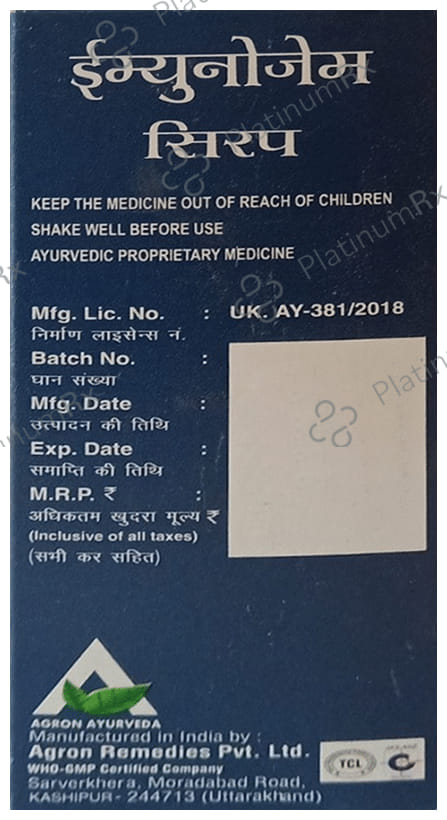 ईम्युनोजेम
सिरप
KEEP THE MEDICINE OUT OF REACH OF CHILDREN
SHAKE WELL BEFORE USE
AYURVEDIC PROPRIETARY MEDICINE
Mfg. Lic. No. : UK. AY-381/2018
निर्माण लाइसेन्स नं.
Batch No. :
घान संख्या
Mfg. Date :
उत्पादन की तिथि
Exp. Date :
समाप्ति की तिथि
M.R.P. ₹ :
अधिकतम खुदरा मूल्य ₹
(Inclusive of all taxes)
(सभी कर सहित)
AGRON AYURVEDA
Manufactured in India by :
Agron Remedies Pvt. Ltd.
WHO-GMP Certified Company
Sarverkhera, Moradabad Road,
KASHIPUR - 244713 (Uttarakhand)
TCL
PlatinumRx
PlatinumRx
PlatinumRx